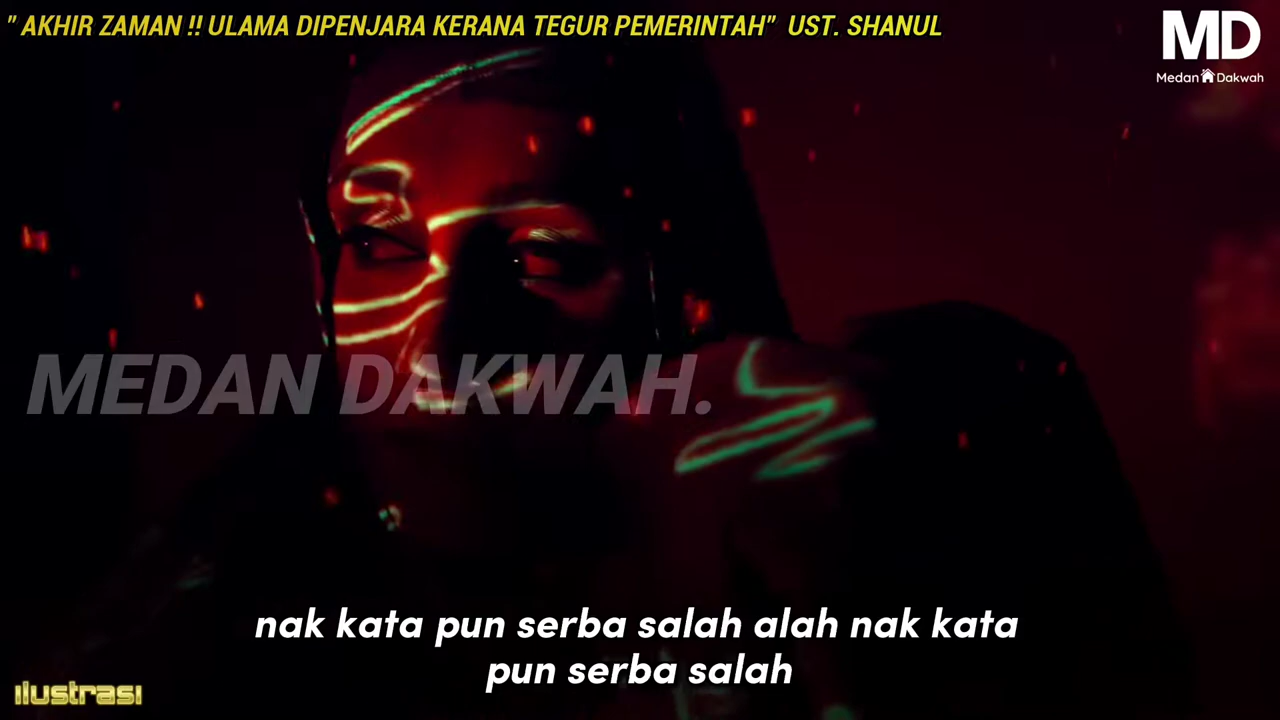 " AKHIR ZAMAN !! ULAMA DIPENJARA KERANA TEGUR PEMERINTAH" UST. SHANUL
MD
Medan Dakwah
MEDAN DAKWAH.
nak kata pun serba salah alah nak kata
pun serba salah
ilustrasi